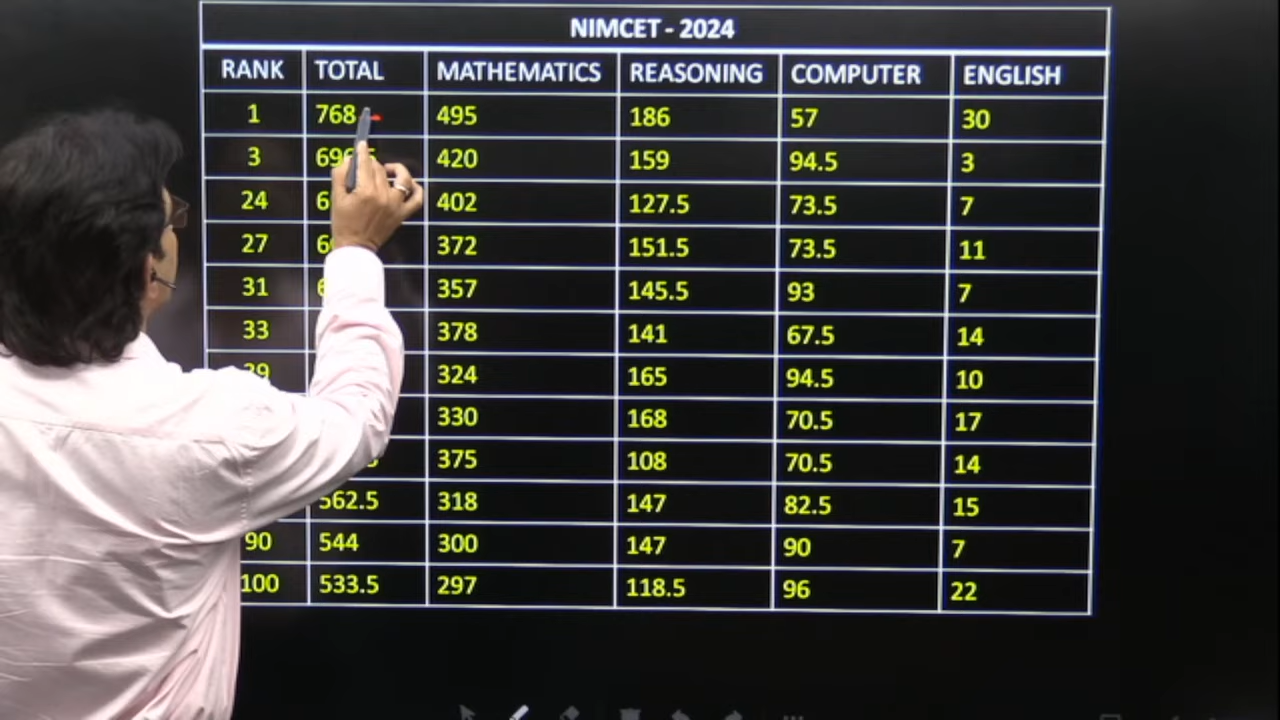 NIMCET - 2024
RANK TOTAL MATHEMATICS REASONING COMPUTER ENGLISH
1 768 495 186 57 30
3 420 159 94.5 3
24 402 127.5 73.5 7
27 372 151.5 73.5 11
31 357 145.5 93 7
33 378 141 67.5 14
324 165 94.5 10
330 168 70.5 17
375 108 70.5 14
562.5 318 147 82.5 15
90 544 300 147 90 7
100 533.5 297 118.5 96 22